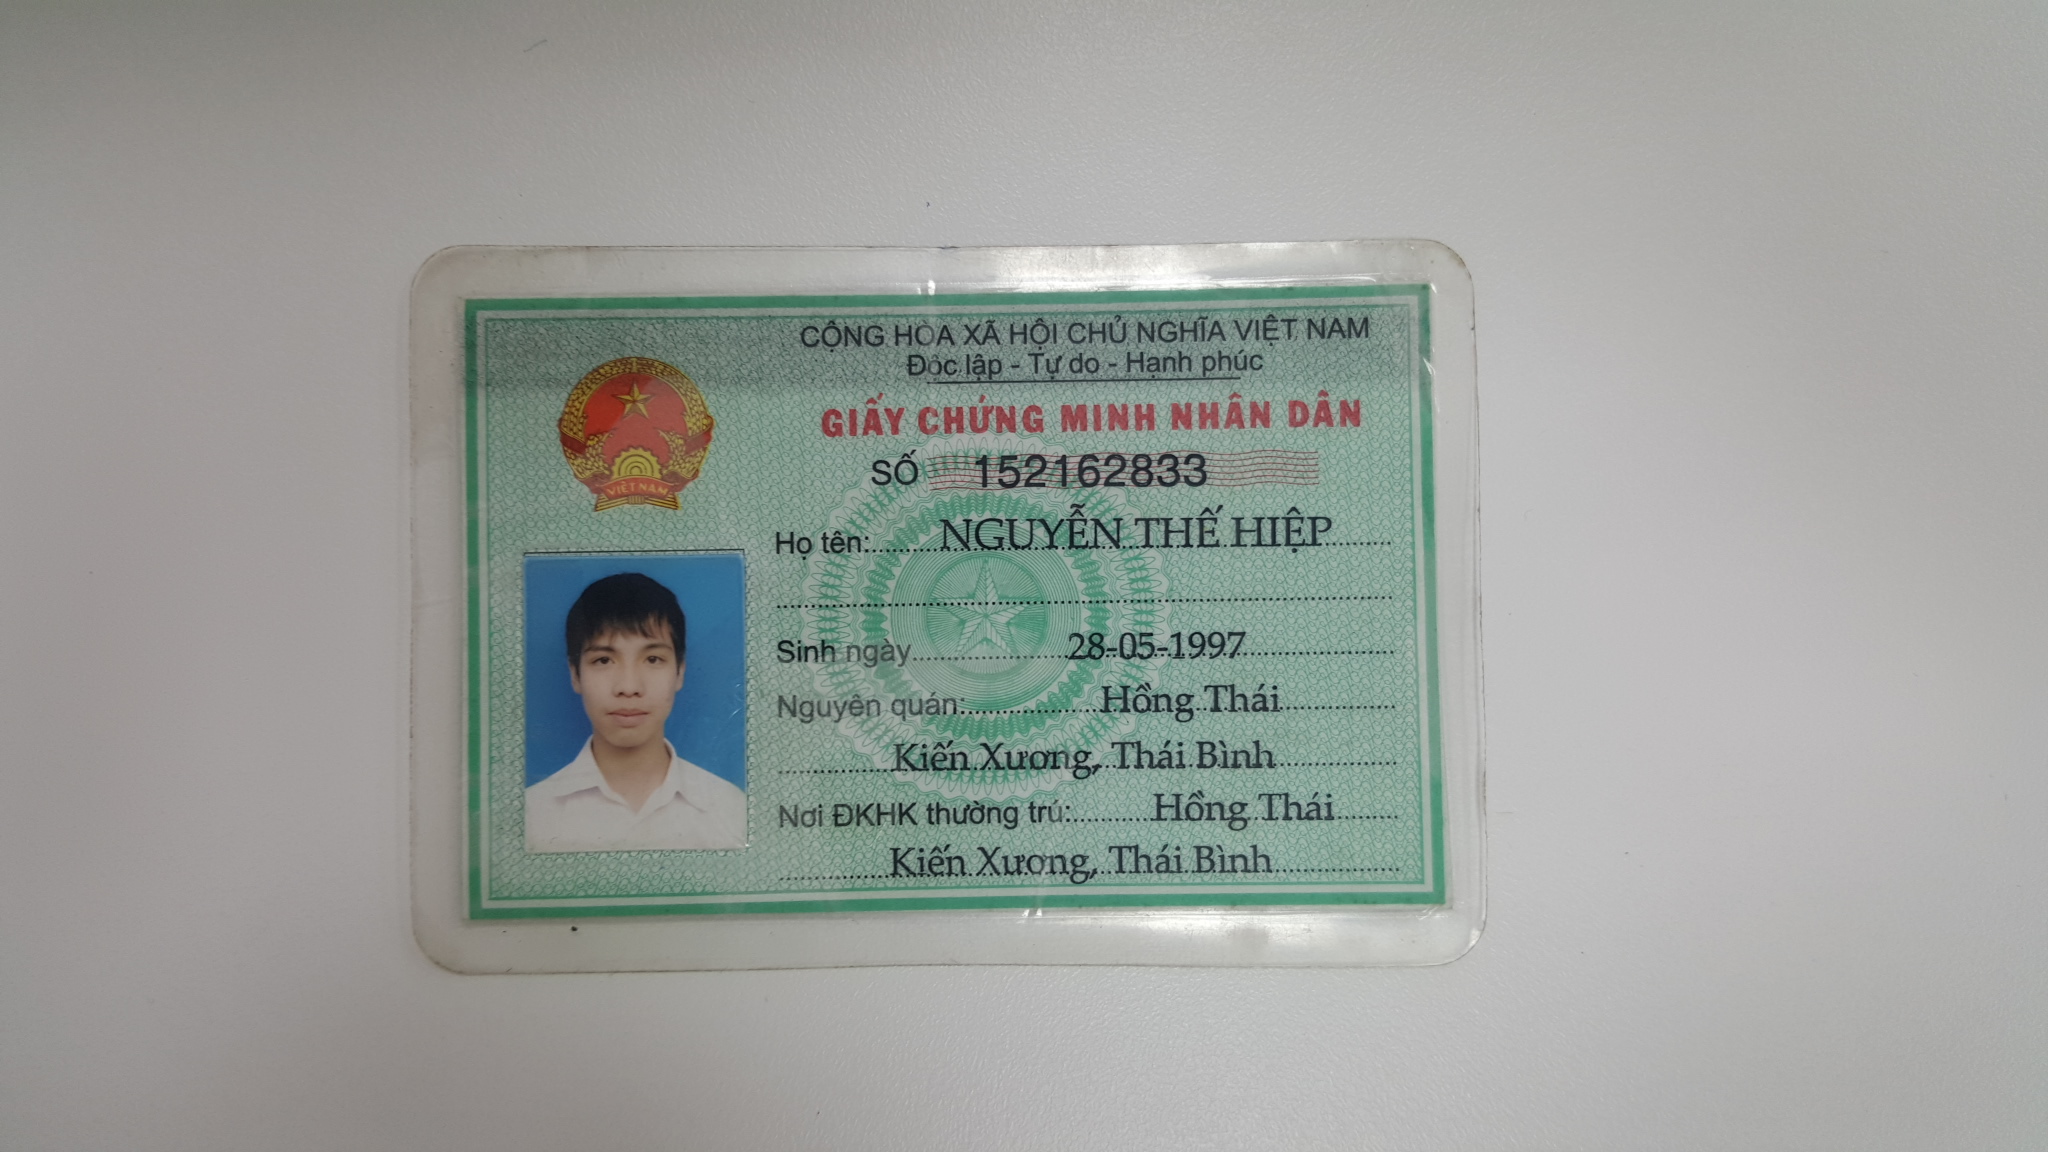 CỘNG HÒA XÃ HỘI CHỦ NGHĨA VIỆT NAM
Độc lập - Tự do - Hạnh phúc
GIẤY CHỨNG MINH NHÂN DÂN
SỐ 152162833
VIỆT NAM
Họ tên: NGUYỄN THẾ HIỆP
Sinh ngày 28-05-1997
Nguyên quán: Hồng Thái
Kiến Xương, Thái Bình
Nơi ĐKHK thường trú: Hồng Thái
Kiến Xương, Thái Bình